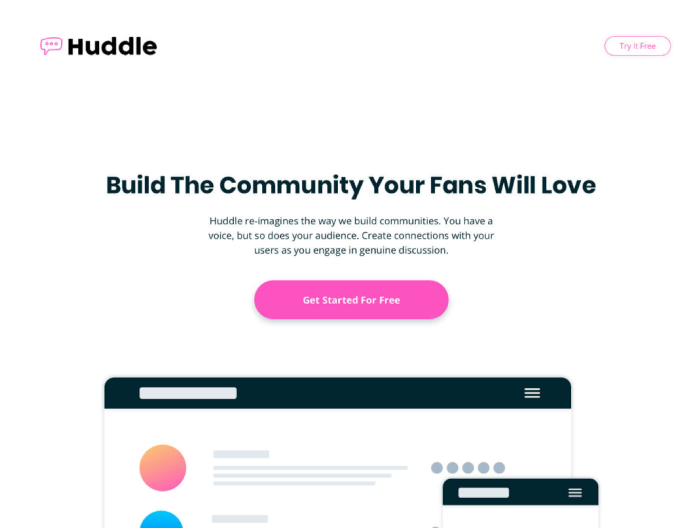 Huddle
Try It Free
Build The Community Your Fans Will Love
Huddle re-imagines the way we build communities. You have a
voice, but so does your audience. Create connections with your
users as you engage in genuine discussion.
Get Started For Free